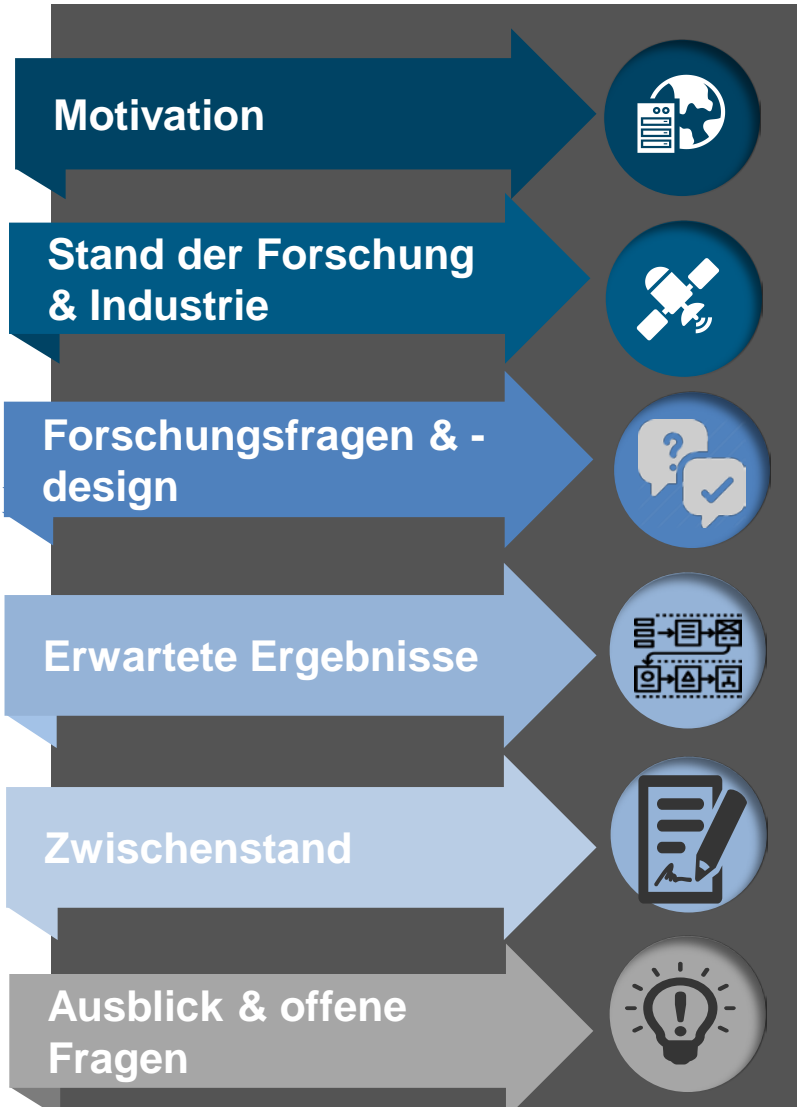 Motivation
Stand der Forschung
& Industrie
Forschungsfragen & -
design
Erwartete Ergebnisse
Zwischenstand
Ausblick & offene
Fragen